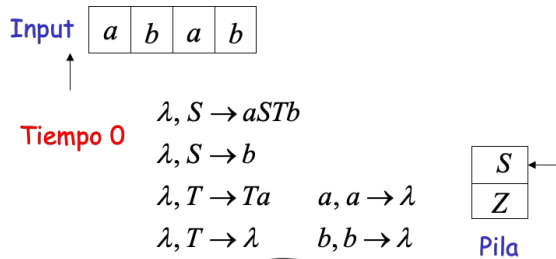 Input a b a b
Tiempo 0
λ, S → aSTb
λ, S → b
λ, T → Ta a, a → λ
λ, T → λ b, b → λ
S
Z
Pila